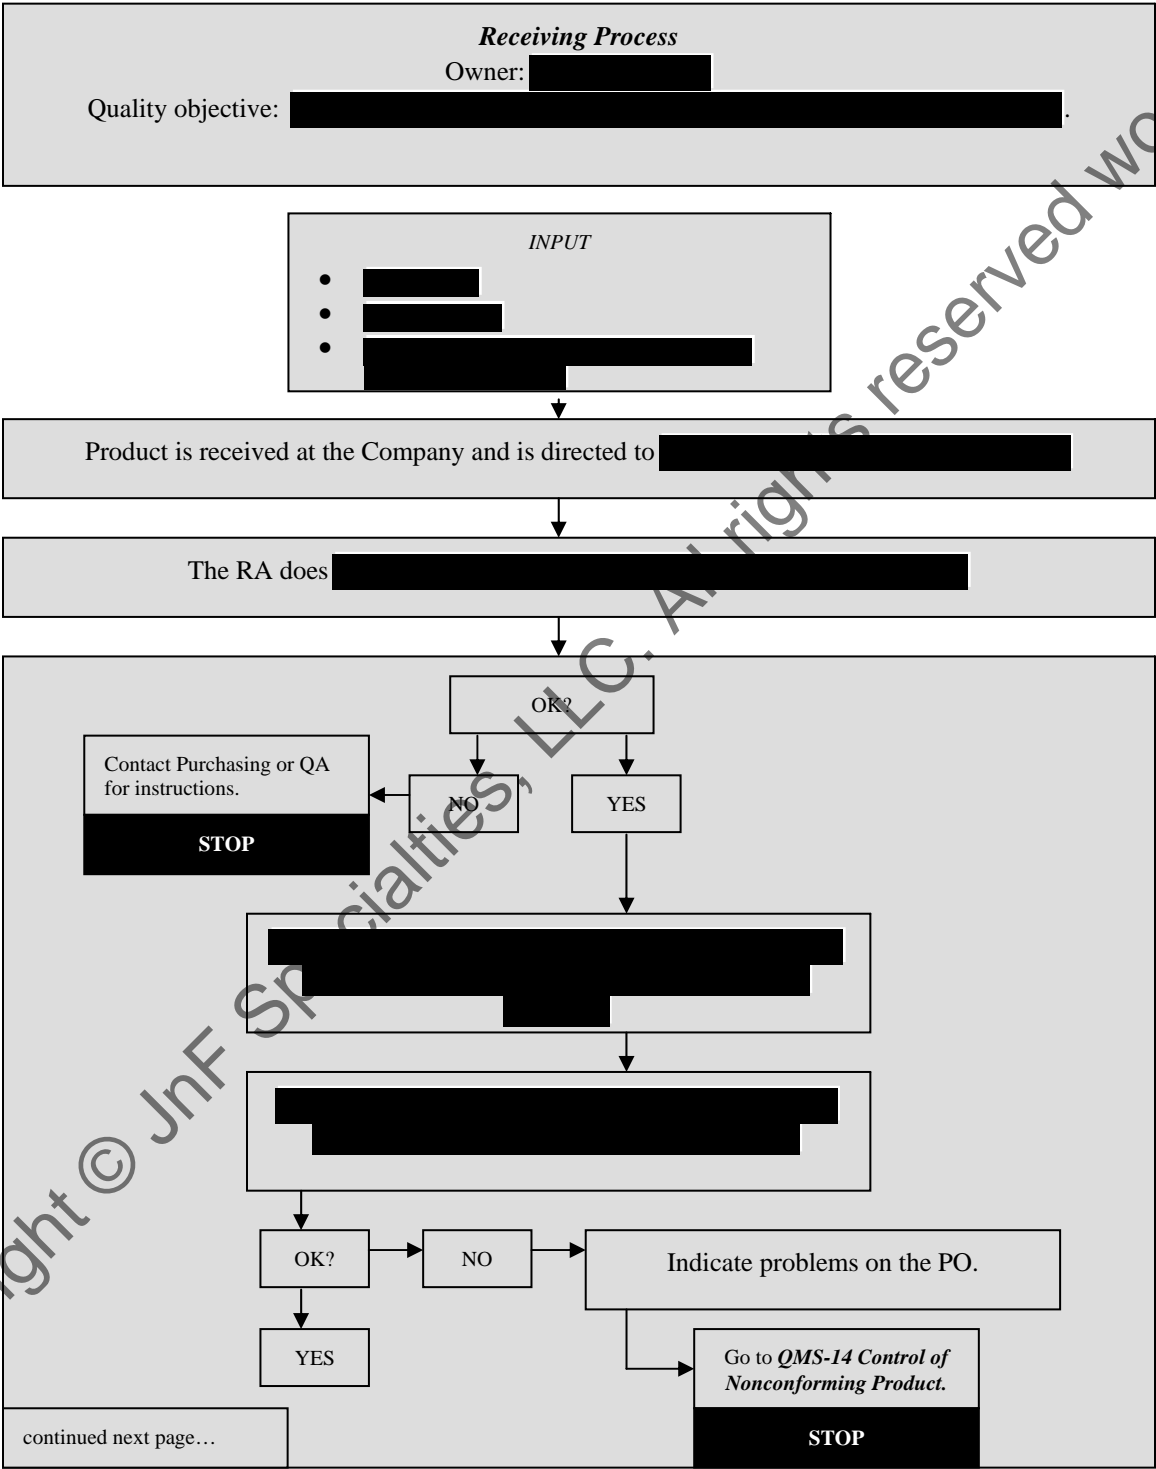 Receiving Process
Owner:
Quality objective: .
INPUT
Product is received at the Company and is directed to
The RA does
OK?
Contact Purchasing or QA
for instructions.
NO
YES
STOP
OK?
NO
Indicate problems on the PO.
YES
Go to QMS-14 Control of
Nonconforming Product.
continued next page…
STOP
ght © JnF Specialties, LLC. All rights reserved wo